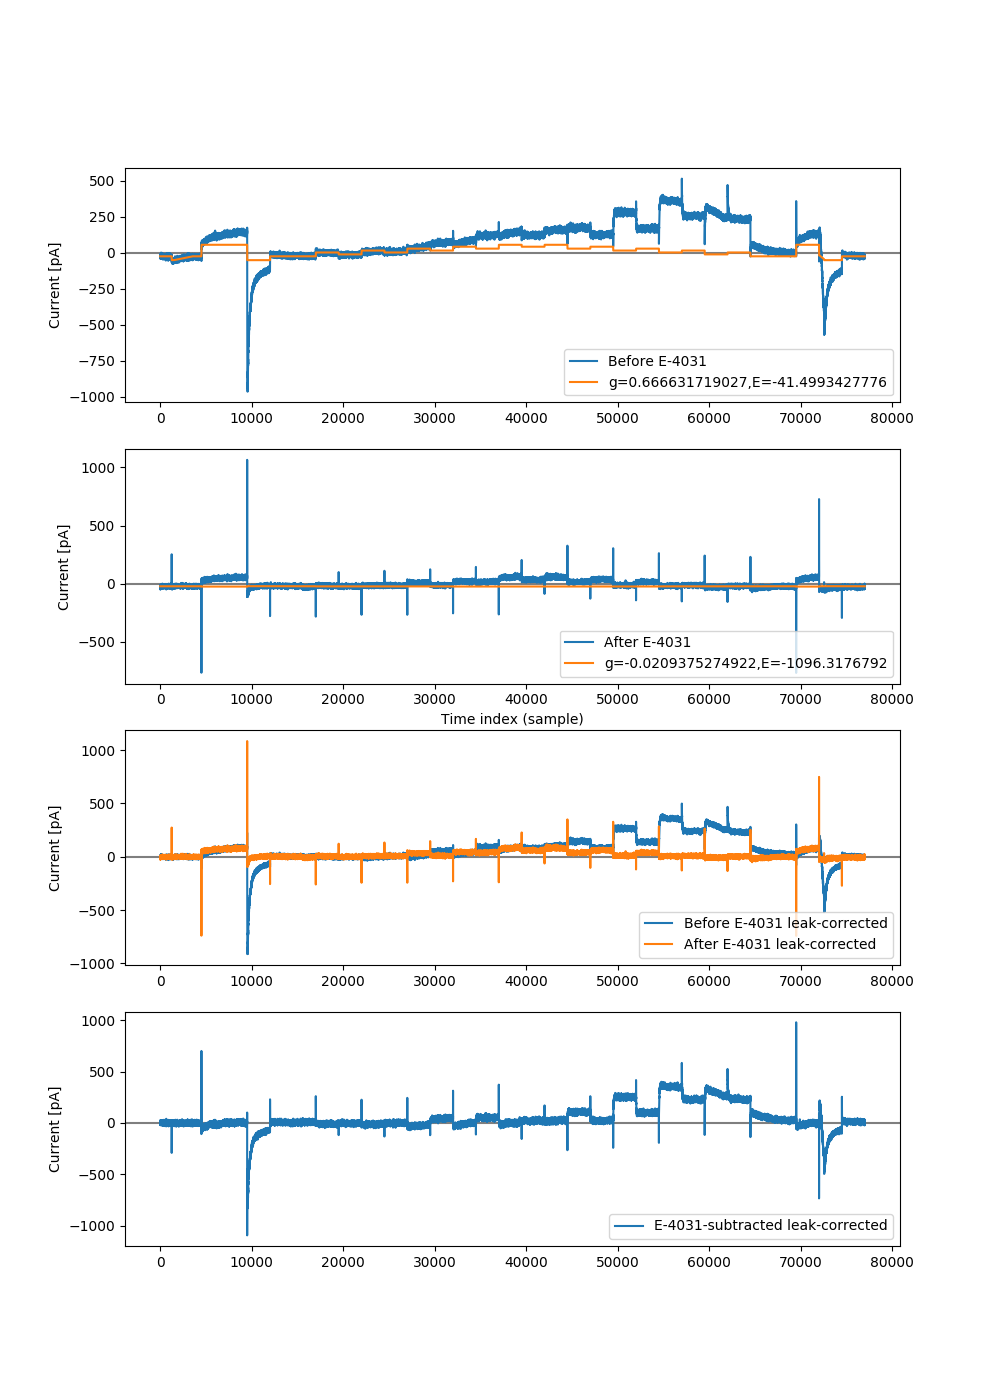 500
250
0
−250
−500
−750
−1000
Current [pA]
Before E-4031
g=0.666631719027,E=-41.4993427776
0 10000 20000 30000 40000 50000 60000 70000 80000
1000
500
0
−500
Current [pA]
After E-4031
g=-0.0209375274922,E=-1096.3176792
0 10000 20000 30000 40000 50000 60000 70000 80000
Time index (sample)
1000
500
0
−500
−1000
Current [pA]
Before E-4031 leak-corrected
After E-4031 leak-corrected
0 10000 20000 30000 40000 50000 60000 70000 80000
1000
500
0
−500
−1000
Current [pA]
E-4031-subtracted leak-corrected
0 10000 20000 30000 40000 50000 60000 70000 80000